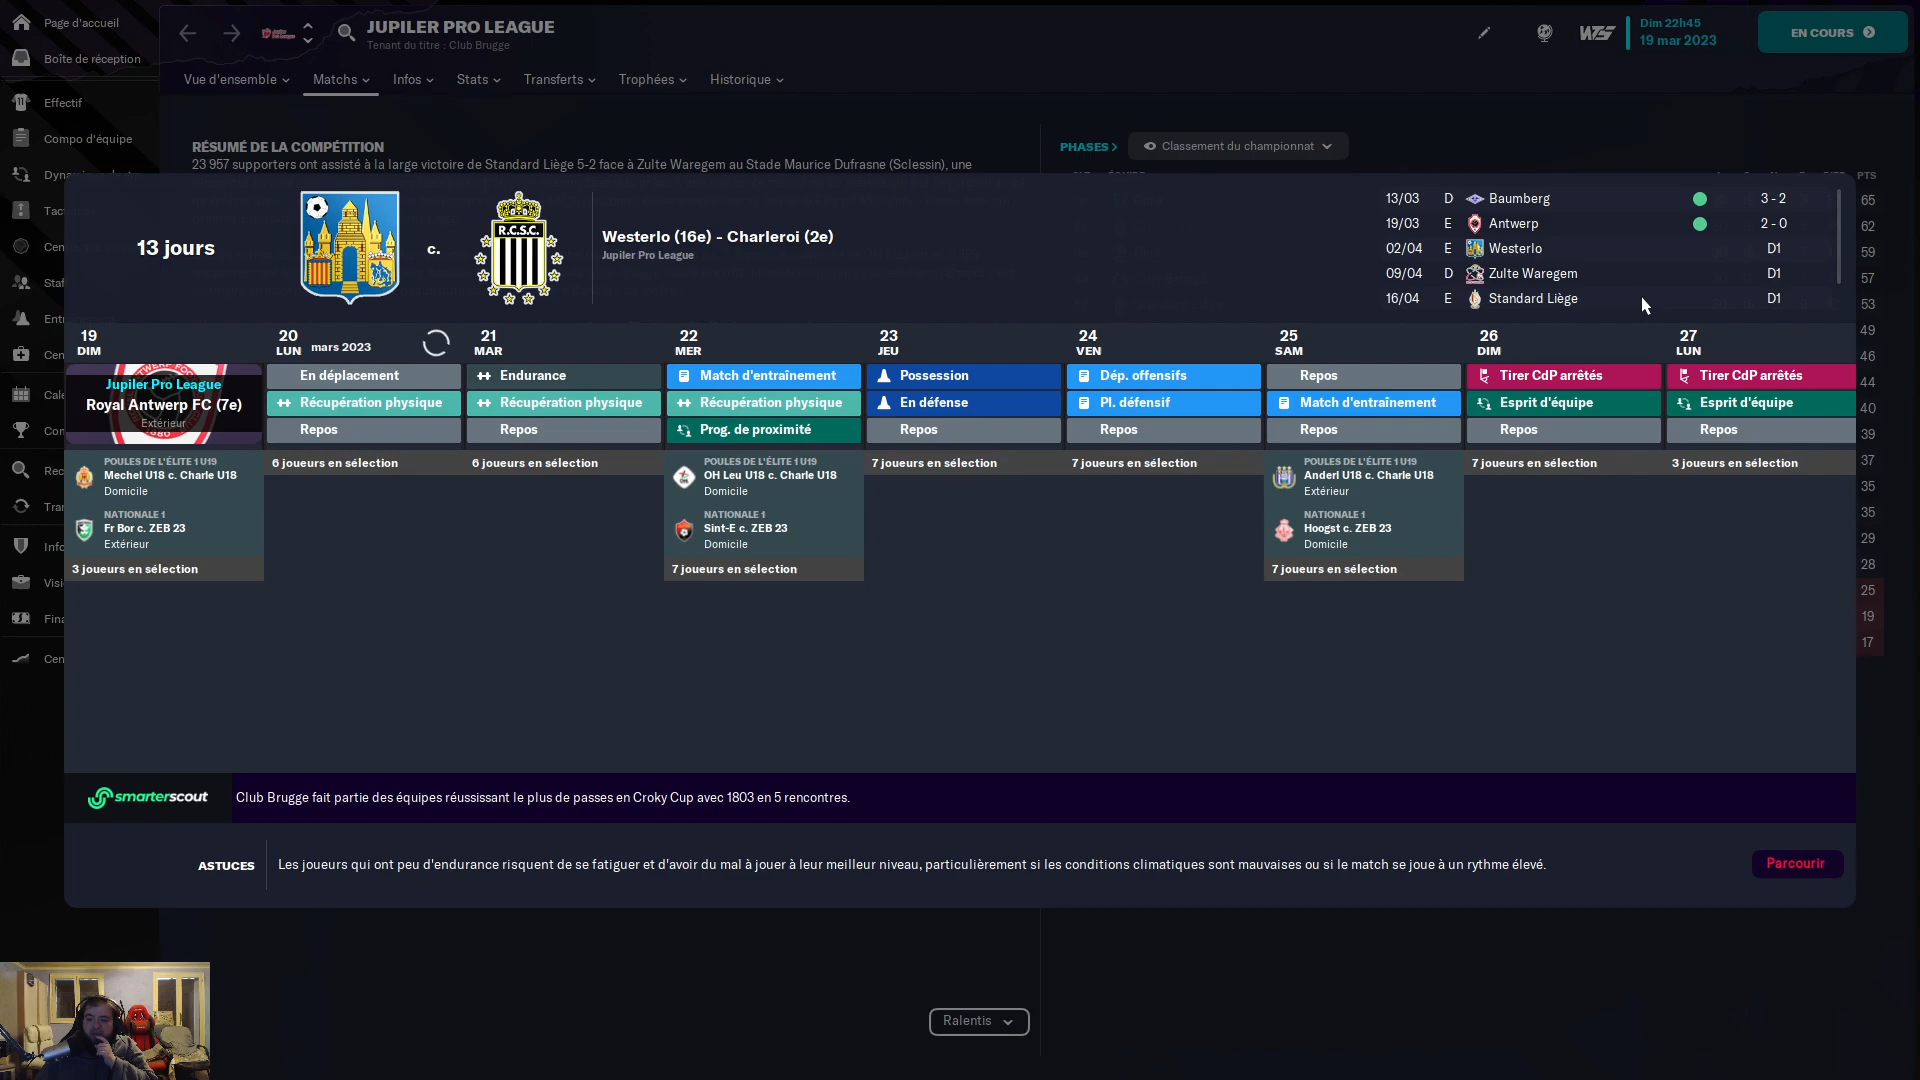 Page d'accueil
Boîte de réception
Effectif
Compo d'équipe
JUPILER PRO LEAGUE
Tenant du titre : Club Brugge
Dim 22h45
19 mar 2023
EN COURS
Vue d'ensemble
Matchs
Infos
Stats
Transferts
Trophées
Historique
RÉSUMÉ DE LA COMPÉTITION
23 957 supporters ont assisté à la large victoire de Standard Liège 5-2 face à Zulte Waregem au Stade Maurice Dufrasne (Sclessin), une
PHASES >
Classement du championnat
PTS
65
62
59
57
53
49
46
44
40
39
37
35
35
29
28
25
19
17
13 jours
c.
R.C.S.C.
Westerlo (16e) - Charleroi (2e)
Jupiler Pro League
13/03 D Baumberg 3 - 2
19/03 E Antwerp 2 - 0
02/04 E Westerlo D1
09/04 D Zulte Waregem D1
16/04 E Standard Liège D1
19 DIM
20 LUN mars 2023
21 MAR
22 MER
23 JEU
24 VEN
25 SAM
26 DIM
27 LUN
Jupiler Pro League
Royal Antwerp FC (7e)
Extérieur
En déplacement
Récupération physique
Repos
Endurance
Récupération physique
Repos
Match d'entraînement
Récupération physique
Prog. de proximité
Possession
En défense
Repos
Dép. offensifs
Pl. défensif
Repos
Repos
Match d'entraînement
Repos
Tirer CdP arrêtés
Esprit d'équipe
Repos
Tirer CdP arrêtés
Esprit d'équipe
Repos
POULES DE L'ÉLITE 1 U19
Mechel U18 c. Charle U18
Domicile
NATIONALE 1
Fr Bor c. ZEB 23
Extérieur
3 joueurs en sélection
6 joueurs en sélection
6 joueurs en sélection
POULES DE L'ÉLITE 1 U19
OH Leu U18 c. Charle U18
Domicile
NATIONALE 1
Sint-E c. ZEB 23
Domicile
7 joueurs en sélection
7 joueurs en sélection
7 joueurs en sélection
POULES DE L'ÉLITE 1 U19
Anderl U18 c. Charle U18
Extérieur
NATIONALE 1
Hoogst c. ZEB 23
Domicile
7 joueurs en sélection
7 joueurs en sélection
3 joueurs en sélection
smarterscout
Club Brugge fait partie des équipes réussissant le plus de passes en Croky Cup avec 1803 en 5 rencontres.
ASTUCES
Les joueurs qui ont peu d'endurance risquent de se fatiguer et d'avoir du mal à jouer à leur meilleur niveau, particulièrement si les conditions climatiques sont mauvaises ou si le match se joue à un rythme élevé.
Parcourir
Ralentis